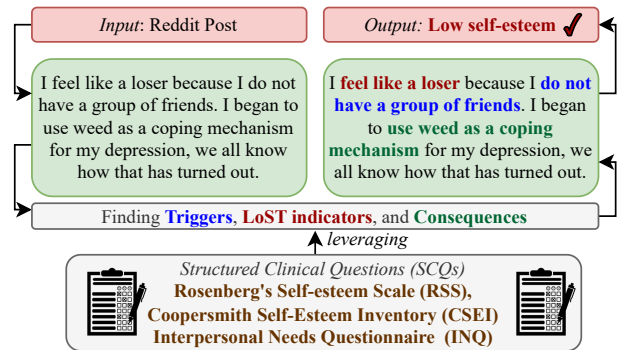 Input: Reddit Post
Output: Low self-esteem
I feel like a loser because I do not
have a group of friends. I began to
use weed as a coping mechanism
for my depression, we all know
how that has turned out.
I feel like a loser because I do not
have a group of friends. I began
to use weed as a coping
mechanism for my depression, we
all know how that has turned out.
Finding Triggers, LoST indicators, and Consequences
leveraging
Structured Clinical Questions (SCQs)
Rosenberg's Self-esteem Scale (RSS),
Coopersmith Self-Esteem Inventory (CSEI)
Interpersonal Needs Questionnaire (INQ)